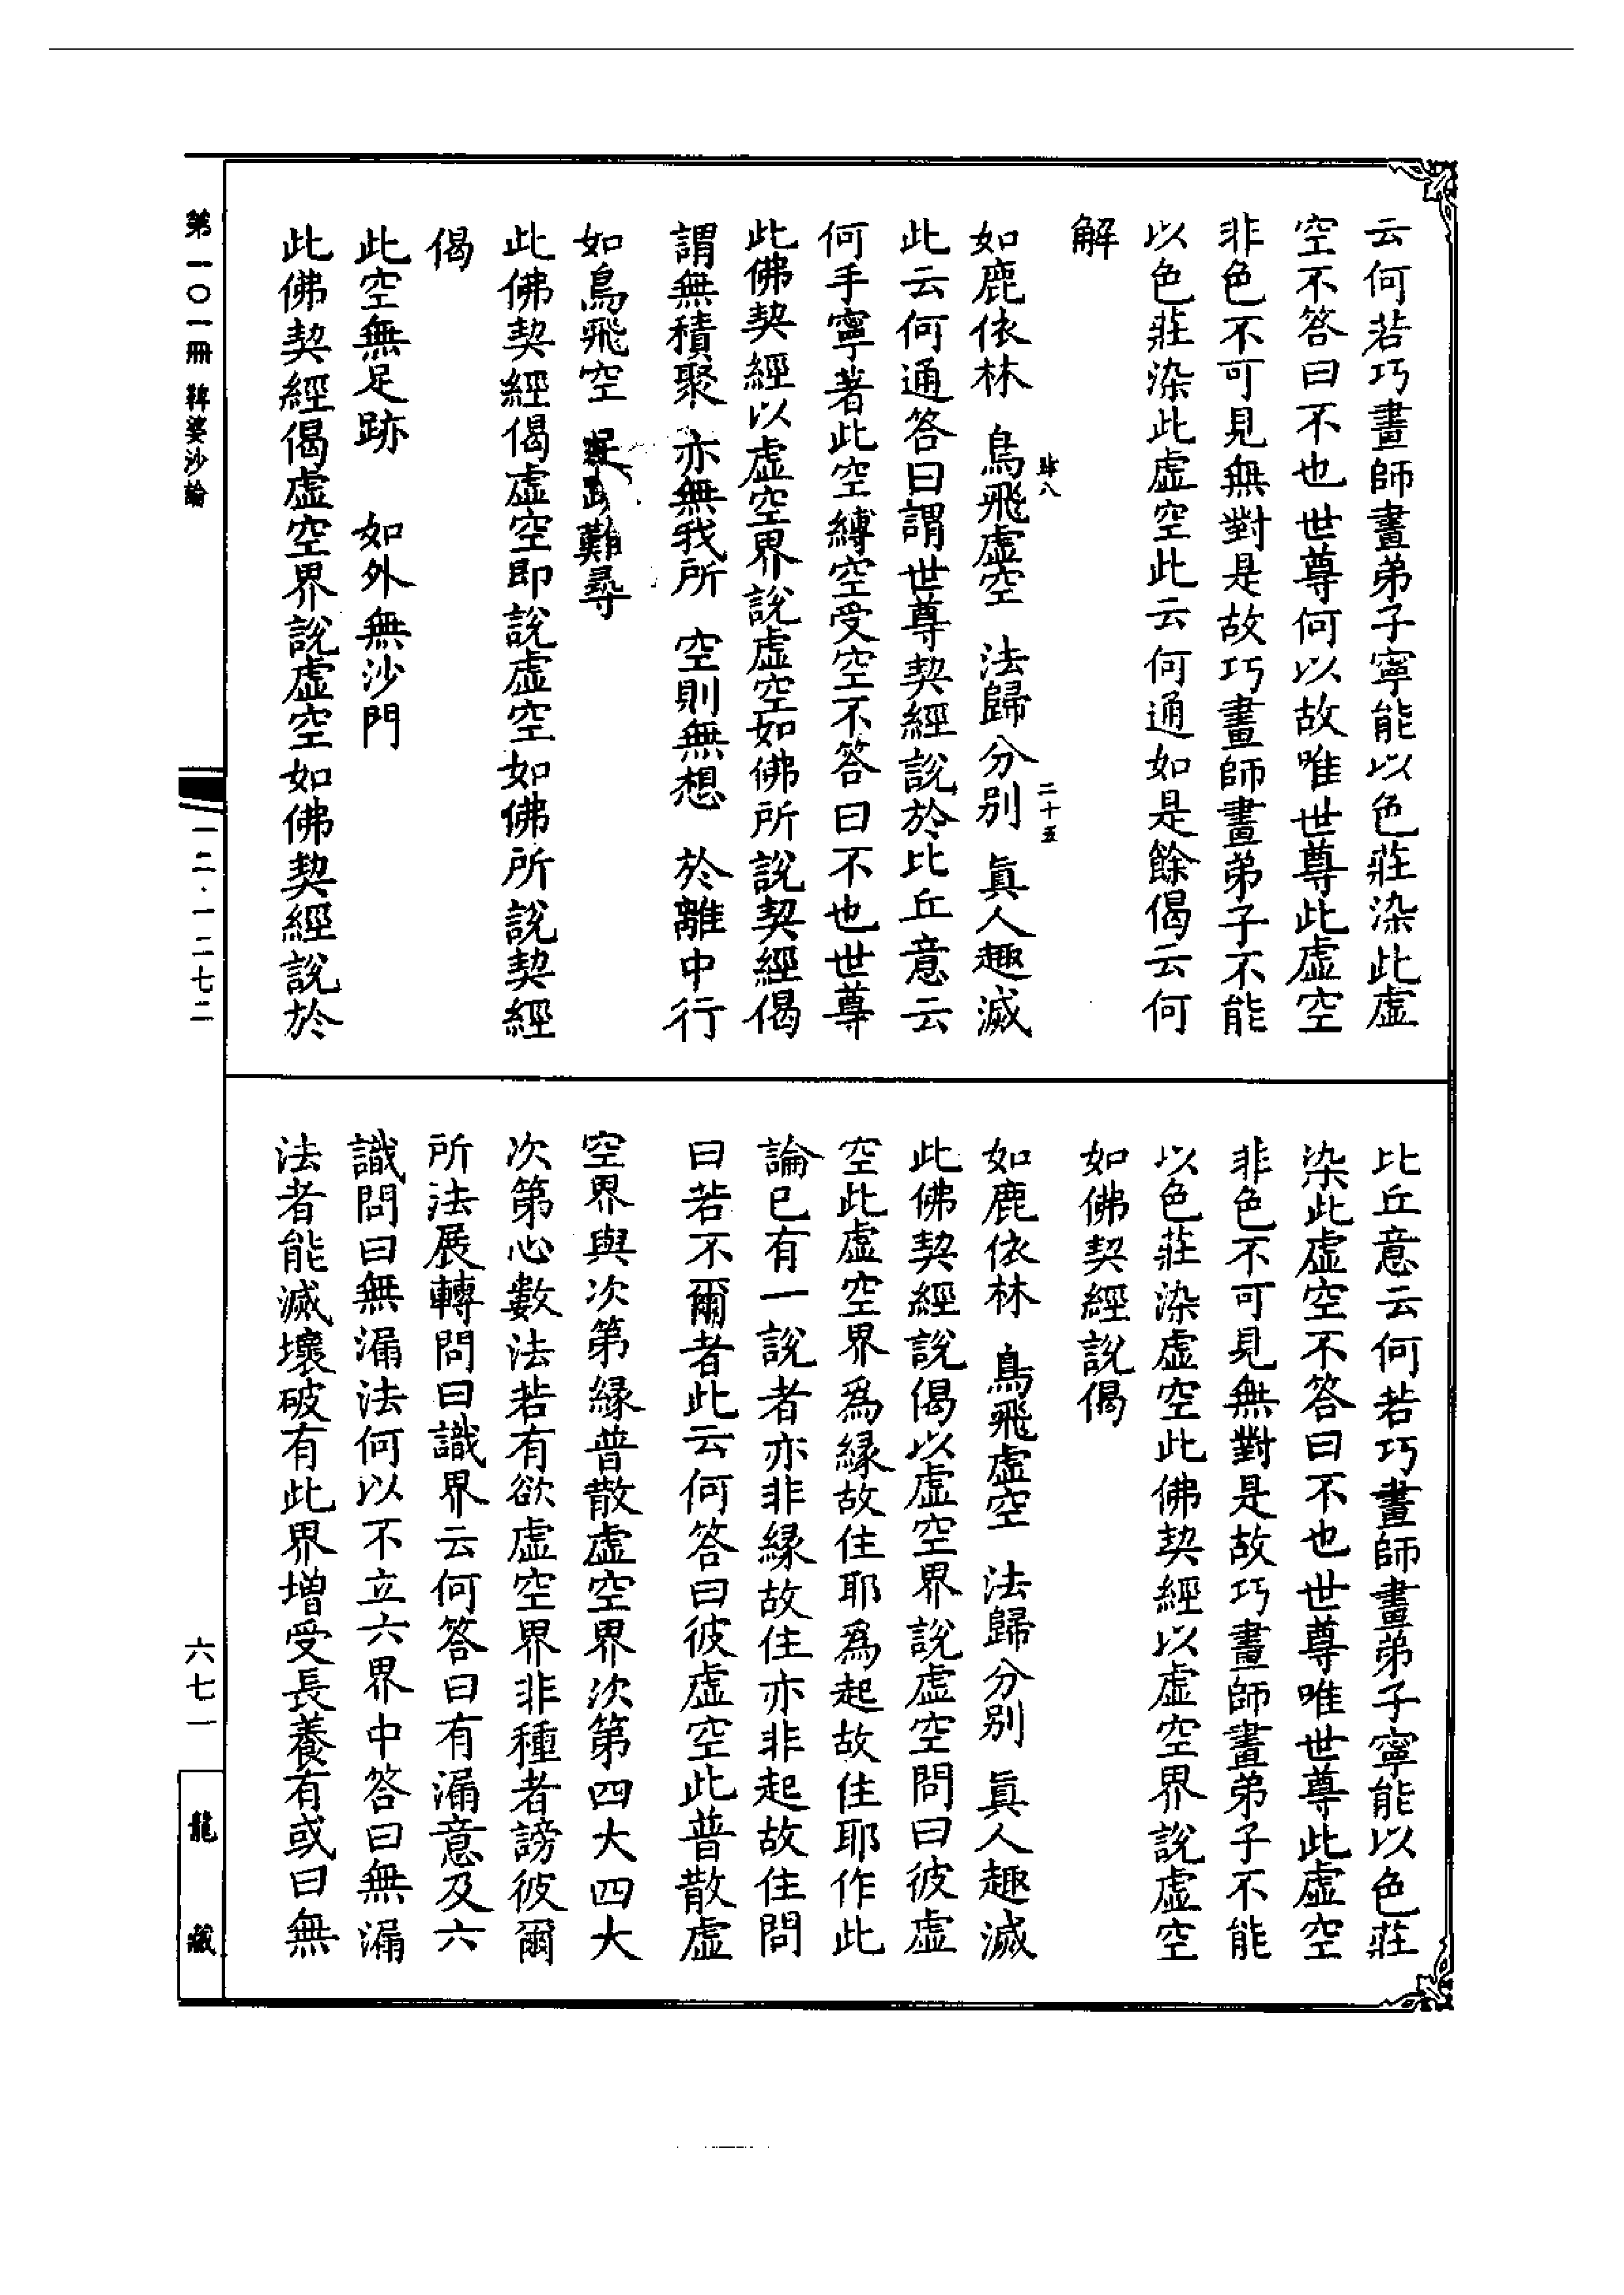 云何若巧畫師畫弟子寧能以色莊染此虛
空不答曰不也世尊何以故唯世尊此虛空
非色不可見無對是故巧畫師畫弟子不能
以色莊染此虛空此云何通如是餘偈云何
解
如鹿依林 鳥飛虛空 法歸分別 眞人趣滅
此云何通答曰謂世尊契經說於比丘意云
何手寧著此空縛空受空不答曰不也世尊
此佛契經以虛空界說虛空如佛所說契經偈
謂無積聚 亦無我所 空則無想 於離中行
如鳥飛空 足跡難尋
此佛契經偈虛空即說虛空如佛所說契經
偈
此空無足跡 如外無沙門
此佛契經偈虛空界說虛空如佛契經說於
比丘意云何若巧畫師畫弟子寧能以色莊
染此虛空不答曰不也世尊唯世尊此虛空
非色不可見無對是故巧畫師畫弟子不能
以色莊染虛空此佛契經以虛空界說虛空
如佛契經說偈
如鹿依林 鳥飛虛空 法歸分別 眞人趣滅
此佛契經說偈以虛空界說虛空問曰彼虛
空此虛空界爲緣故住耶爲起故住耶作此
論已有一說者亦非緣故住亦非起故住問
曰若不爾者此云何答曰彼虛空此普散虛
空界與次第緣普散虛空界次第四大四大
次第心數法若有欲虛空界非種者謗彼爾
所法展轉問曰識界云何答曰有漏意及六
識問曰無漏法何以不立六界中答曰無漏
法者能滅壞破有此界增受長養有或曰無
第一〇一冊 鞞婆沙論
一二·一二七二
六七一
龍藏
八
二十五